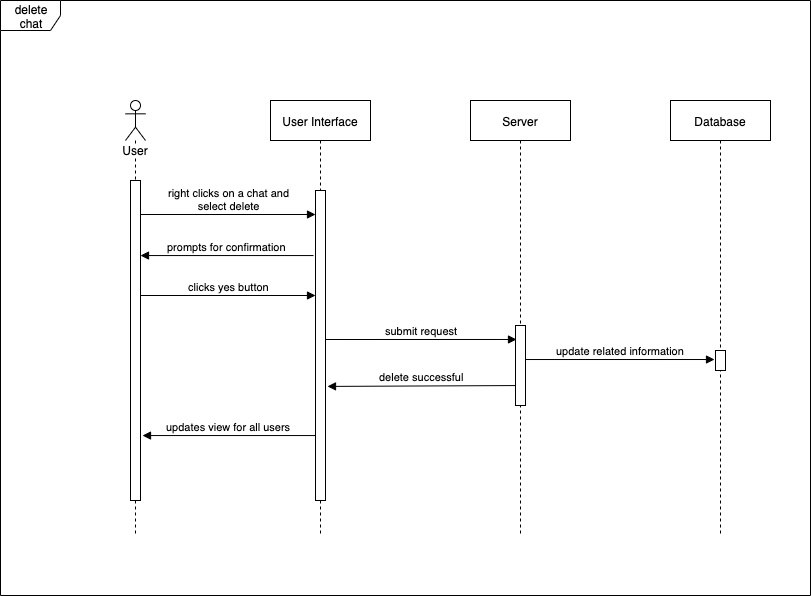 delete
chat
User
User Interface
Server
Database
right clicks on a chat and
select delete
prompts for confirmation
clicks yes button
submit request
update related information
delete successful
updates view for all users